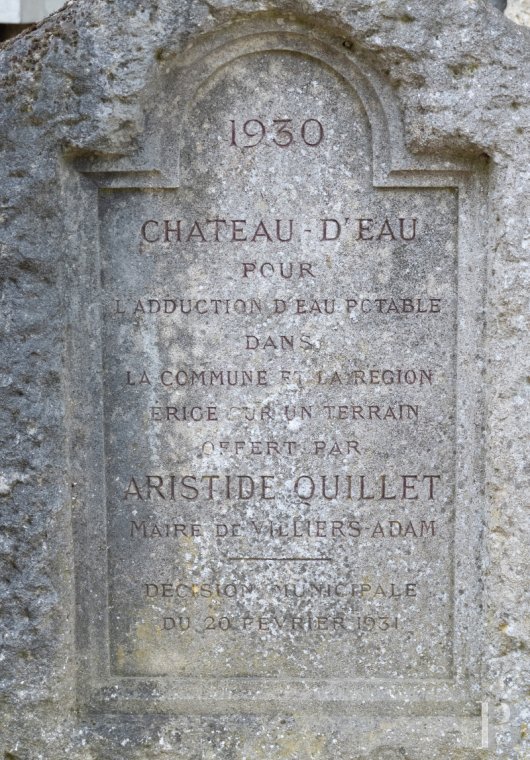 1930
CHATEAU-D'EAU
POUR
L'ADDUCTION D'EAU POTABLE
DANS
LA COMMUNE ET LA REGION
ERIGE SUR UN TERRAIN
OFFERT PAR
ARISTIDE QUILLET
MAIRE DE VILLIERS-ADAM
DECISION MUNICIPALE
DU 20 FEVRIER 1931